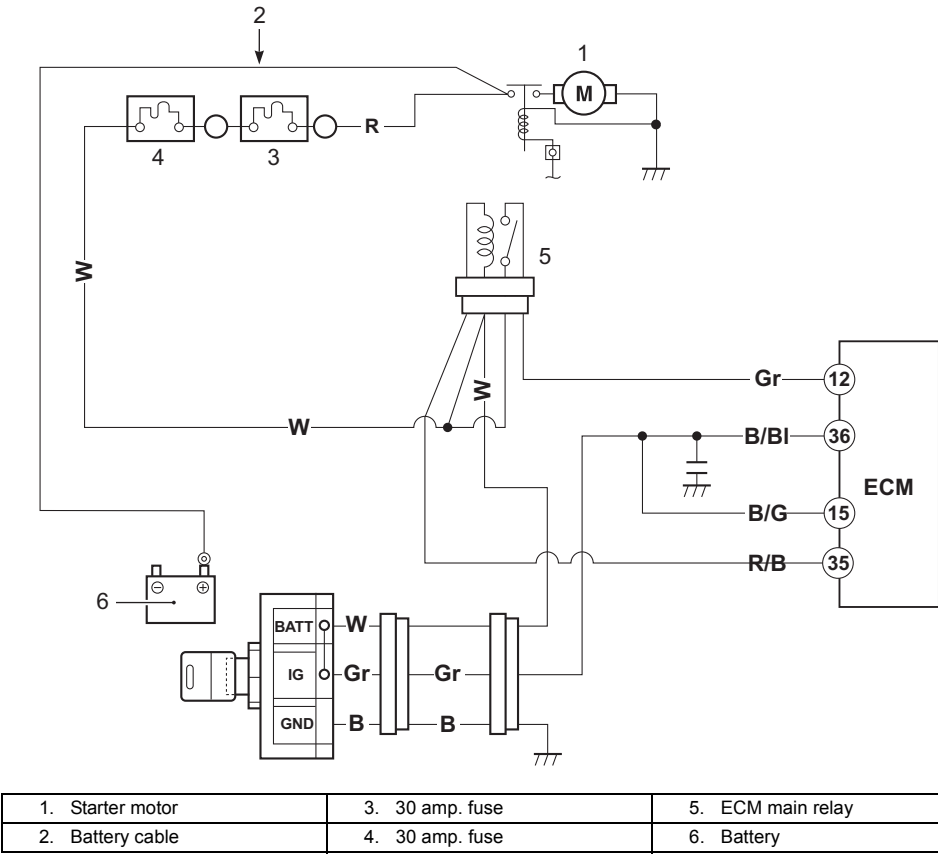 2
1
M
R
4
3
W
5
W
Gr
12
W
B/Bl
36
ECM
B/G
15
R/B
35
6
BATT
W
IG
Gr
Gr
GND
B
B
1. Starter motor
3. 30 amp. fuse
5. ECM main relay
2. Battery cable
4. 30 amp. fuse
6. Battery